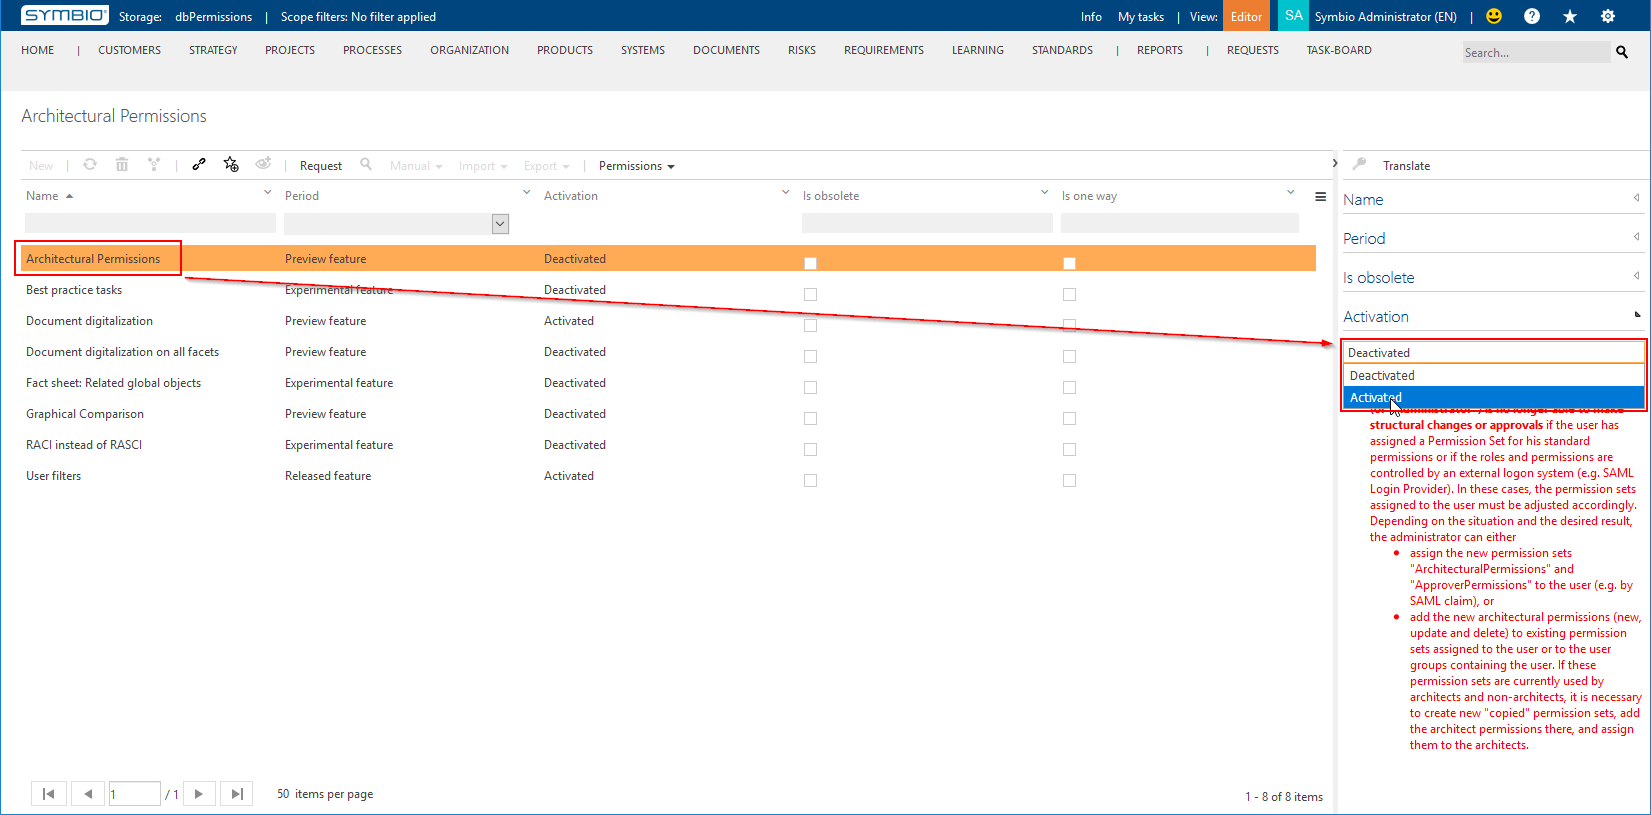 SYMBIO Storage: dbPermissions | Scope filters: No filter applied Info My tasks | View: Editor SA Symbio Administrator (EN) |
HOME | CUSTOMERS STRATEGY PROJECTS PROCESSES ORGANIZATION PRODUCTS SYSTEMS DOCUMENTS RISKS REQUIREMENTS LEARNING STANDARDS | REPORTS | REQUESTS TASK-BOARD Search...
Architectural Permissions
New | | | Request Manual Import Export | Permissions
Name Period Activation Is obsolete Is one way
Architectural Permissions Preview feature Deactivated
Best practice tasks Experimental feature Deactivated
Document digitalization Preview feature Activated
Document digitalization on all facets Preview feature Deactivated
Fact sheet: Related global objects Experimental feature Deactivated
Graphical Comparison Preview feature Deactivated
RACI instead of RASCI Experimental feature Deactivated
User filters Released feature Activated
1 / 1 50 items per page 1 - 8 of 8 items
Translate
Name
Period
Is obsolete
Activation
Deactivated
Deactivated
Activated
structural changes or approvals if the user has
assigned a Permission Set for his standard
permissions or if the roles and permissions are
controlled by an external logon system (e.g. SAML
Login Provider). In these cases, the permission sets
assigned to the user must be adjusted accordingly.
Depending on the situation and the desired result,
the administrator can either
• assign the new permission sets
"ArchitecturalPermissions" and
"ApproverPermissions" to the user (e.g. by
SAML claim), or
• add the new architectural permissions (new,
update and delete) to existing permission
sets assigned to the user or to the user
groups containing the user. If these
permission sets are currently used by
architects and non-architects, it is necessary
to create new "copied" permission sets, add
the architect permissions there, and assign
them to the architects.